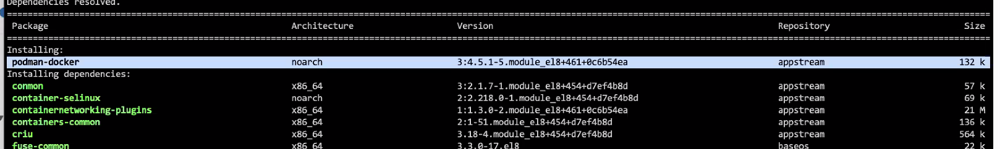 Dependencies resolved.
================================================================================
Package Architecture Version Repository Size
================================================================================
Installing:
podman-docker noarch 3:4.5.1-5.module_el8+461+0c6b54ea appstream 132 k
Installing dependencies:
conmon x86_64 3:2.1.7-1.module_el8+454+d7ef4b8d appstream 57 k
container-selinux noarch 2:2.218.0-1.module_el8+454+d7ef4b8d appstream 69 k
containernetworking-plugins x86_64 1:1.3.0-2.module_el8+461+0c6b54ea appstream 21 M
containers-common x86_64 2:1-51.module_el8+454+d7ef4b8d appstream 136 k
criu x86_64 3.18-4.module_el8+454+d7ef4b8d appstream 564 k
fuse-common x86_64 3.3.0-17.el8 baseos 22 k